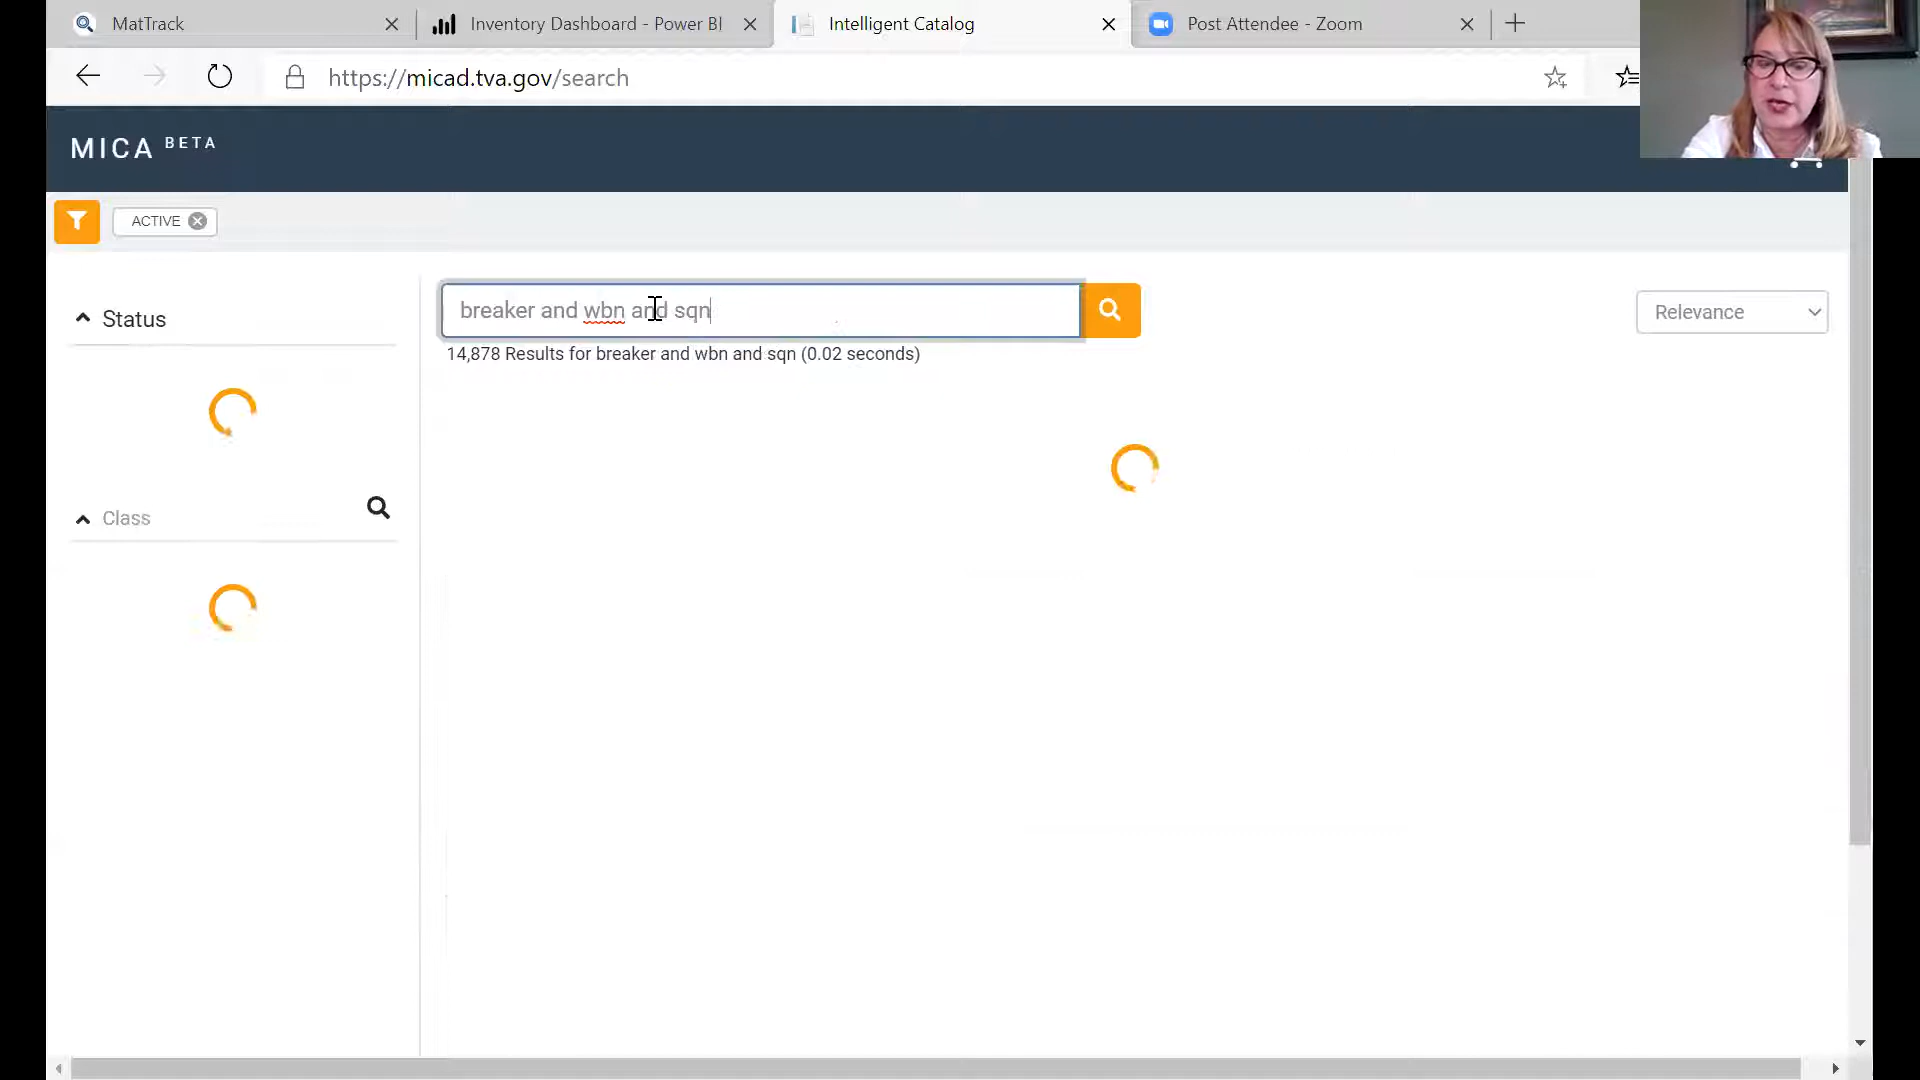 MatTrack
Inventory Dashboard - Power BI
Intelligent Catalog
Post Attendee - Zoom
https://micad.tva.gov/search
MICA BETA
ACTIVE
Status
breaker and wbn and sqn
Relevance
14,878 Results for breaker and wbn and sqn (0.02 seconds)
Class